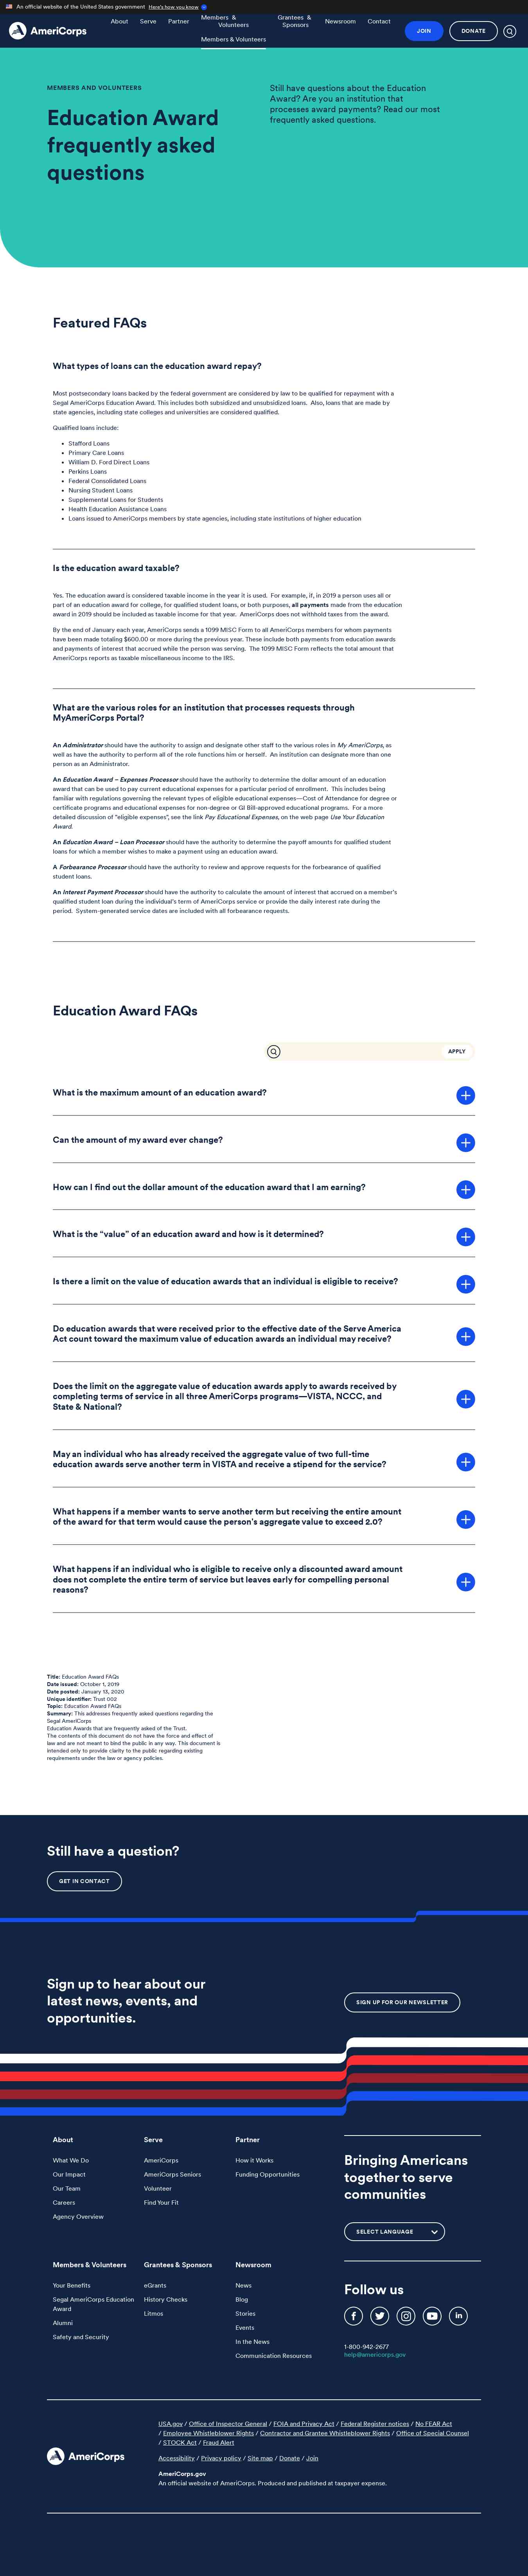 An official website of the United States government Here's how you know
AmeriCorps
About
Serve
Partner
Members & Volunteers
Grantees & Sponsors
Newsroom
Contact
JOIN
DONATE
Members & Volunteers
MEMBERS AND VOLUNTEERS
Education Award
frequently asked
questions
Still have questions about the Education
Award? Are you an institution that
processes award payments? Read our most
frequently asked questions.
Featured FAQs
What types of loans can the education award repay?
Most postsecondary loans backed by the federal government are considered by law to be qualified for repayment with a
Segal AmeriCorps Education Award. This includes both subsidized and unsubsidized loans. Also, loans that are made by
state agencies, including state colleges and universities are considered qualified.
Qualified loans include:
Stafford Loans
Primary Care Loans
William D. Ford Direct Loans
Perkins Loans
Federal Consolidated Loans
Nursing Student Loans
Supplemental Loans for Students
Health Education Assistance Loans
Loans issued to AmeriCorps members by state agencies, including state institutions of higher education
Is the education award taxable?
Yes. The education award is considered taxable income in the year it is used. For example, if, in 2019 a person uses all or
part of an education award for college, for qualified student loans, or both purposes, all payments made from the education
award in 2019 should be included as taxable income for that year. AmeriCorps does not withhold taxes from the award.
By the end of January each year, AmeriCorps sends a 1099 MISC Form to all AmeriCorps members for whom payments
have been made totaling $600.00 or more during the previous year. These include both payments from education awards
and payments of interest that accrued while the person was serving. The 1099 MISC Form reflects the total amount that
AmeriCorps reports as taxable miscellaneous income to the IRS.
What are the various roles for an institution that processes requests through
MyAmeriCorps Portal?
An Administrator should have the authority to assign and designate other staff to the various roles in My AmeriCorps, as
well as have the authority to perform all of the role functions him or herself. An institution can designate more than one
person as an Administrator.
An Education Award – Expenses Processor should have the authority to determine the dollar amount of an education
award that can be used to pay current educational expenses for a particular period of enrollment. This includes being
familiar with regulations governing the relevant types of eligible educational expenses—Cost of Attendance for degree or
certificate programs and educational expenses for non-degree or GI Bill-approved educational programs. For a more
detailed discussion of "eligible expenses", see the link Pay Educational Expenses, on the web page Use Your Education
Award.
An Education Award – Loan Processor should have the authority to determine the payoff amounts for qualified student
loans for which a member wishes to make a payment using an education award.
A Forbearance Processor should have the authority to review and approve requests for the forbearance of qualified
student loans.
An Interest Payment Processor should have the authority to calculate the amount of interest that accrued on a member's
qualified student loan during the individual's term of AmeriCorps service or provide the daily interest rate during the
period. System-generated service dates are included with all forbearance requests.
Education Award FAQs
APPLY
What is the maximum amount of an education award?
Can the amount of my award ever change?
How can I find out the dollar amount of the education award that I am earning?
What is the "value" of an education award and how is it determined?
Is there a limit on the value of education awards that an individual is eligible to receive?
Do education awards that were received prior to the effective date of the Serve America
Act count toward the maximum value of education awards an individual may receive?
Does the limit on the aggregate value of education awards apply to awards received by
completing terms of service in all three AmeriCorps programs—VISTA, NCCC, and
State & National?
May an individual who has already received the aggregate value of two full-time
education awards serve another term in VISTA and receive a stipend for the service?
What happens if a member wants to serve another term but receiving the entire amount
of the award for that term would cause the person's aggregate value to exceed 2.0?
What happens if an individual who is eligible to receive only a discounted award amount
does not complete the entire term of service but leaves early for compelling personal
reasons?
Title: Education Award FAQs
Date issued: October 1, 2019
Date posted: January 13, 2020
Unique identifier: Trust 002
Topic: Education Award FAQs
Summary: This addresses frequently asked questions regarding the
Segal AmeriCorps
Education Awards that are frequently asked of the Trust.
The contents of this document do not have the force and effect of
law and are not meant to bind the public in any way. This document is
intended only to provide clarity to the public regarding existing
requirements under the law or agency policies.
Still have a question?
GET IN CONTACT
Sign up to hear about our
latest news, events, and
opportunities.
SIGN UP FOR OUR NEWSLETTER
About
What We Do
Our Impact
Our Team
Careers
Agency Overview
Serve
AmeriCorps
AmeriCorps Seniors
Volunteer
Find Your Fit
Partner
How it Works
Funding Opportunities
Bringing Americans
together to serve
communities
SELECT LANGUAGE
Members & Volunteers
Your Benefits
Segal AmeriCorps Education
Award
Alumni
Safety and Security
Grantees & Sponsors
eGrants
History Checks
Litmos
Newsroom
News
Blog
Stories
Events
In the News
Communication Resources
Follow us
1-800-942-2677
help@americorps.gov
AmeriCorps
USA.gov / Office of Inspector General / FOIA and Privacy Act / Federal Register notices / No FEAR Act
/ Employee Whistleblower Rights / Contractor and Grantee Whistleblower Rights / Office of Special Counsel
/ STOCK Act / Fraud Alert
Accessibility / Privacy policy / Site map / Donate / Join
AmeriCorps.gov
An official website of AmeriCorps. Produced and published at taxpayer expense.